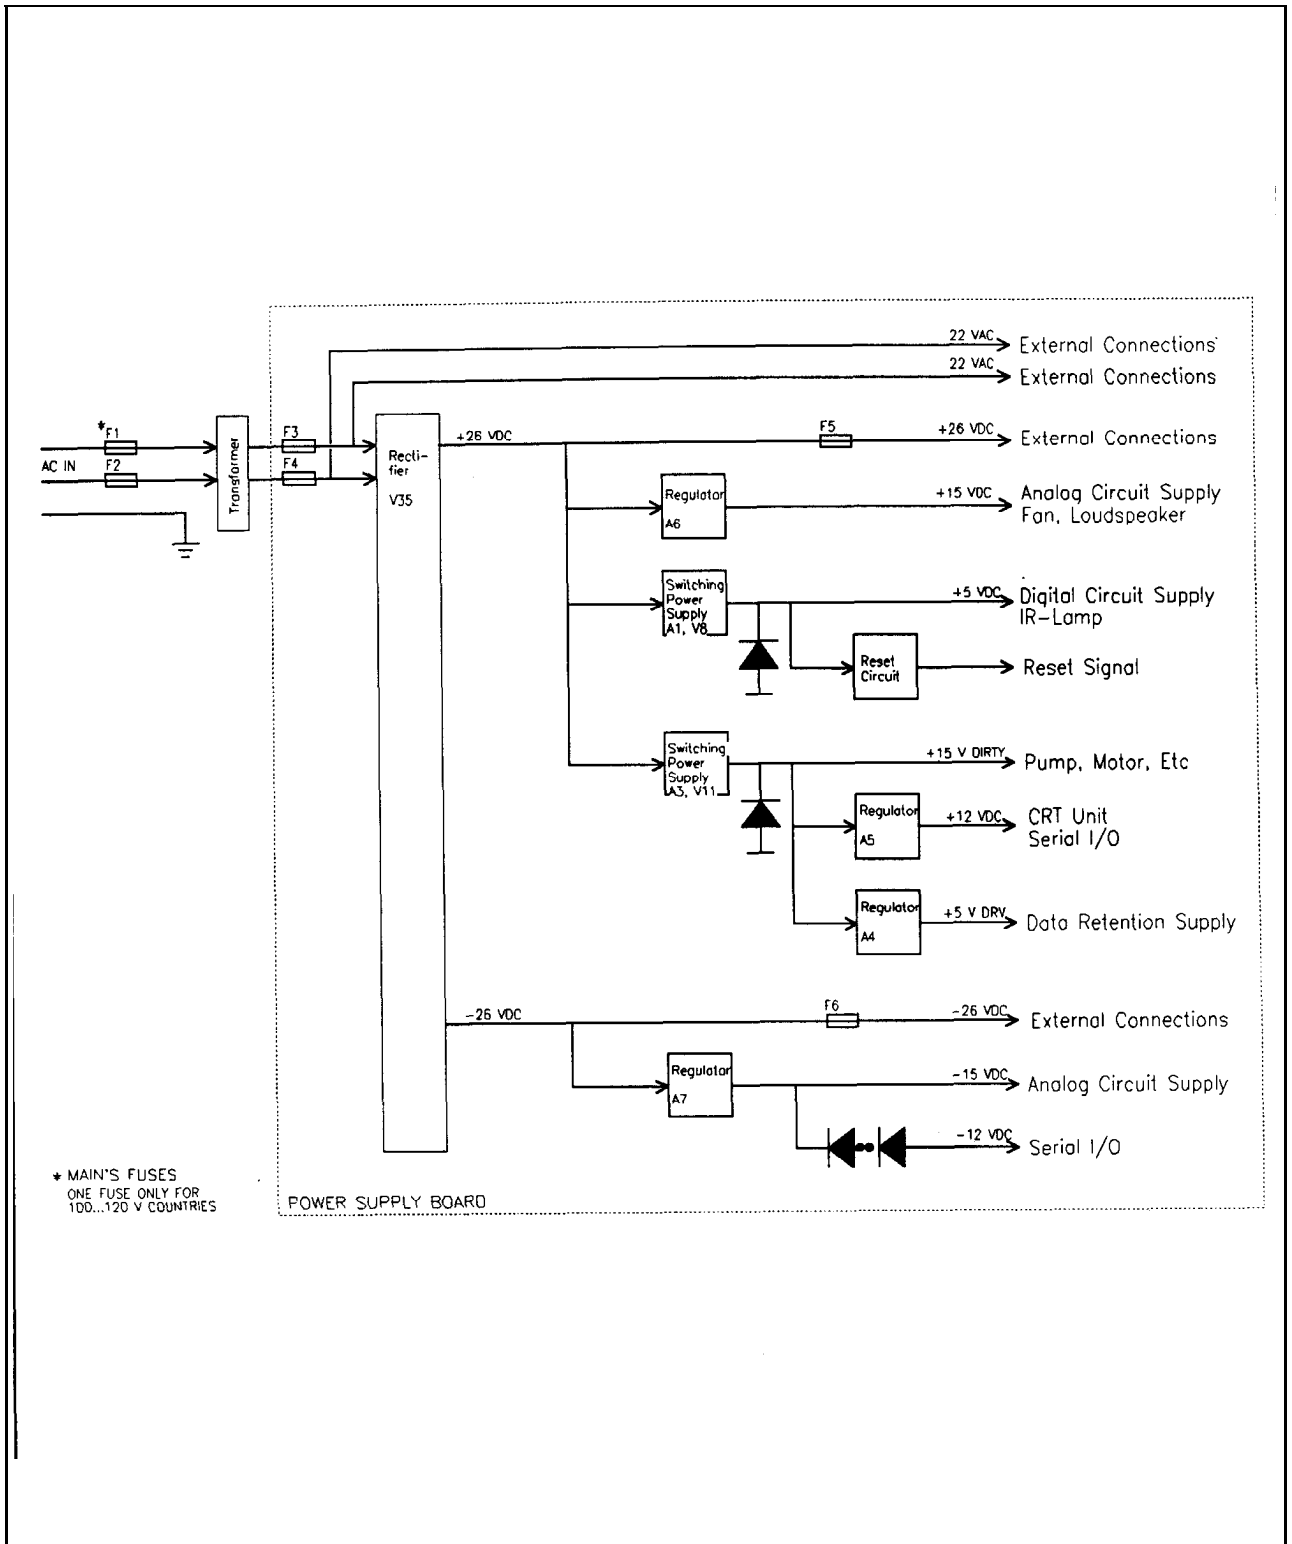 22 VAC
External Connections
22 VAC
External Connections
*F1
F3
F5
+26 VDC
+26 VDC
External Connections
AC IN
F2
Transformer
F4
Recti-
fier
V35
Regulator
A6
+15 VDC
Analog Circuit Supply
Fan, Loudspeaker
Switching
Power
Supply
A1, V8
+5 VDC
Digital Circuit Supply
IR-Lamp
Reset
Circuit
Reset Signal
Switching
Power
Supply
A3, V11
+15 V DIRTY
Pump, Motor, Etc
Regulator
A5
+12 VDC
CRT Unit
Serial I/O
Regulator
A4
+5 V DRV
Data Retention Supply
-26 VDC
F6
-26 VDC
External Connections
Regulator
A7
-15 VDC
Analog Circuit Supply
-12 VDC
Serial I/O
* MAIN'S FUSES
ONE FUSE ONLY FOR
100...120 V COUNTRIES
POWER SUPPLY BOARD